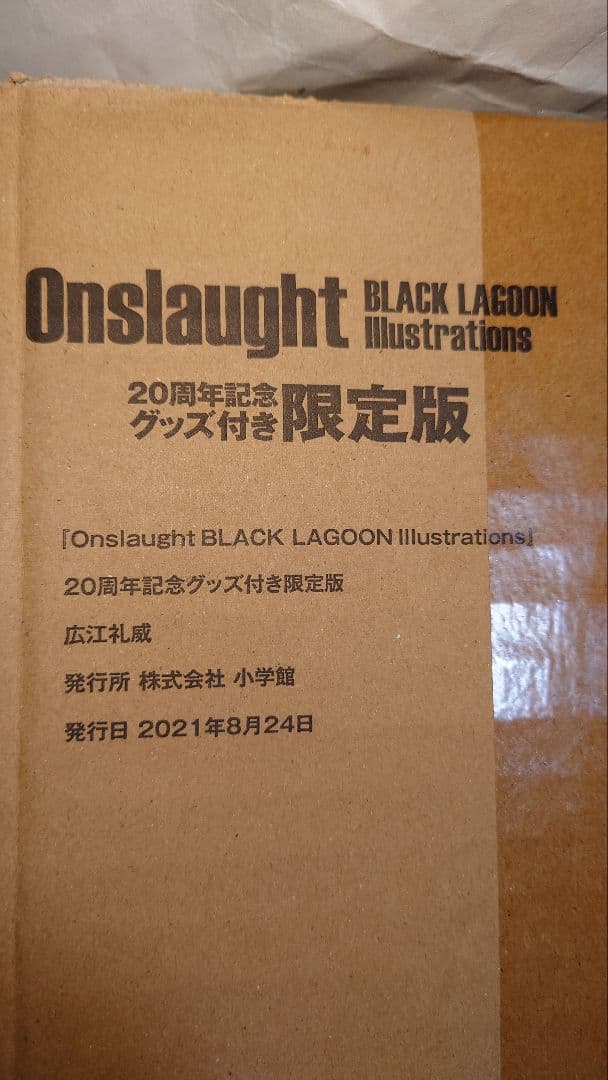 Onslaught BLACK LAGOON
Illustrations
20周年記念
グッズ付き 限定版
『Onslaught BLACK LAGOON Illustrations』
20周年記念グッズ付き限定版
広江礼威
発行所 株式会社 小学館
発行日 2021年8月24日